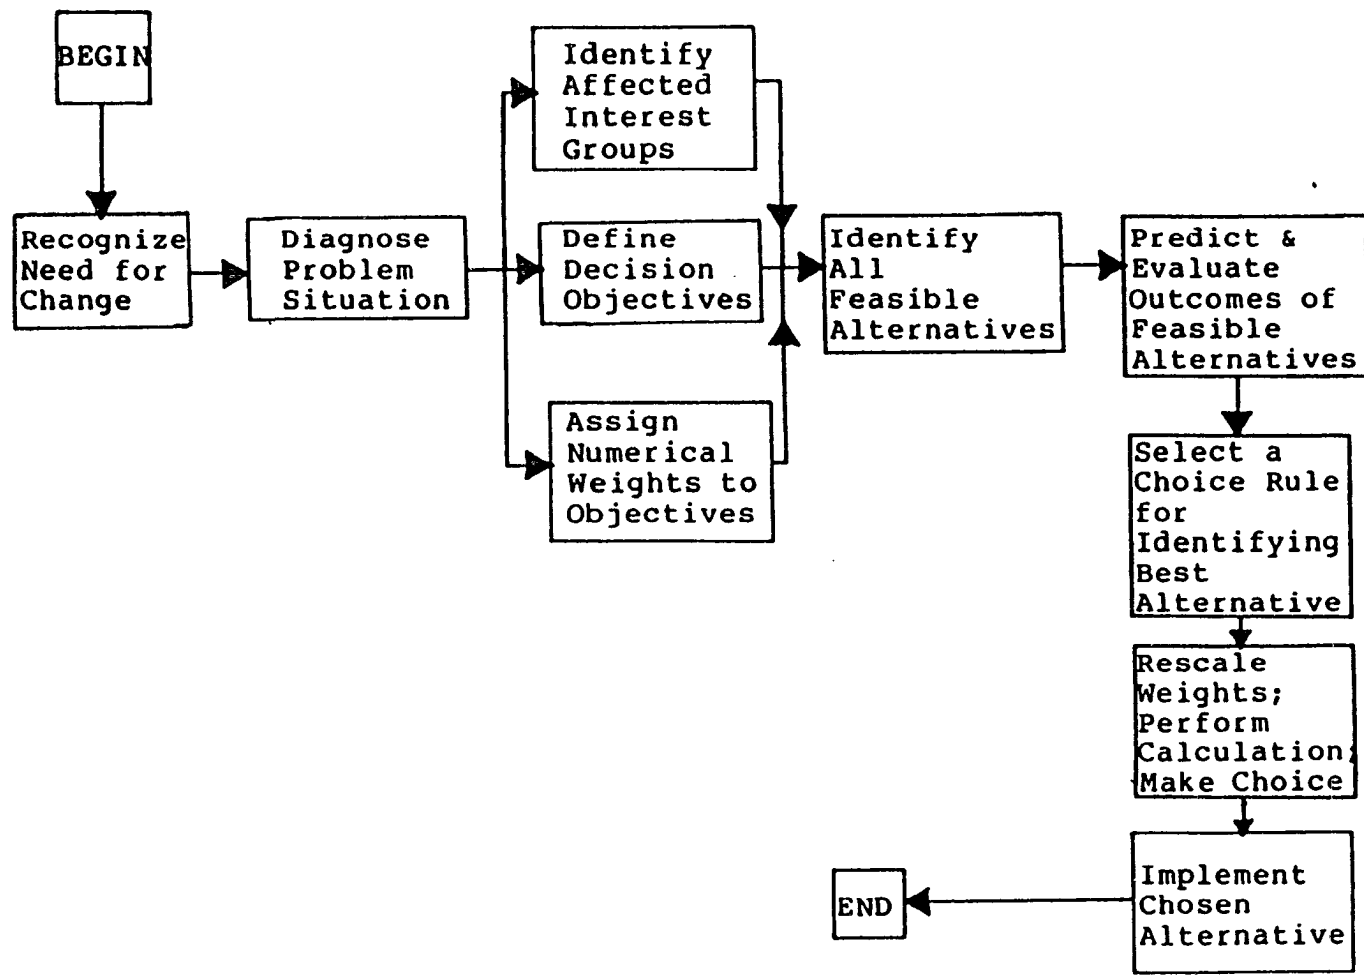 BEGIN
Recognize
Need for
Change
Diagnose
Problem
Situation
Identify
Affected
Interest
Groups
Define
Decision
Objectives
Assign
Numerical
Weights to
Objectives
Identify
All
Feasible
Alternatives
Predict &
Evaluate
Outcomes of
Feasible
Alternatives
Select a
Choice Rule
for
Identifying
Best
Alternative
Rescale
Weights;
Perform
Calculation;
Make Choice
Implement
Chosen
Alternative
END